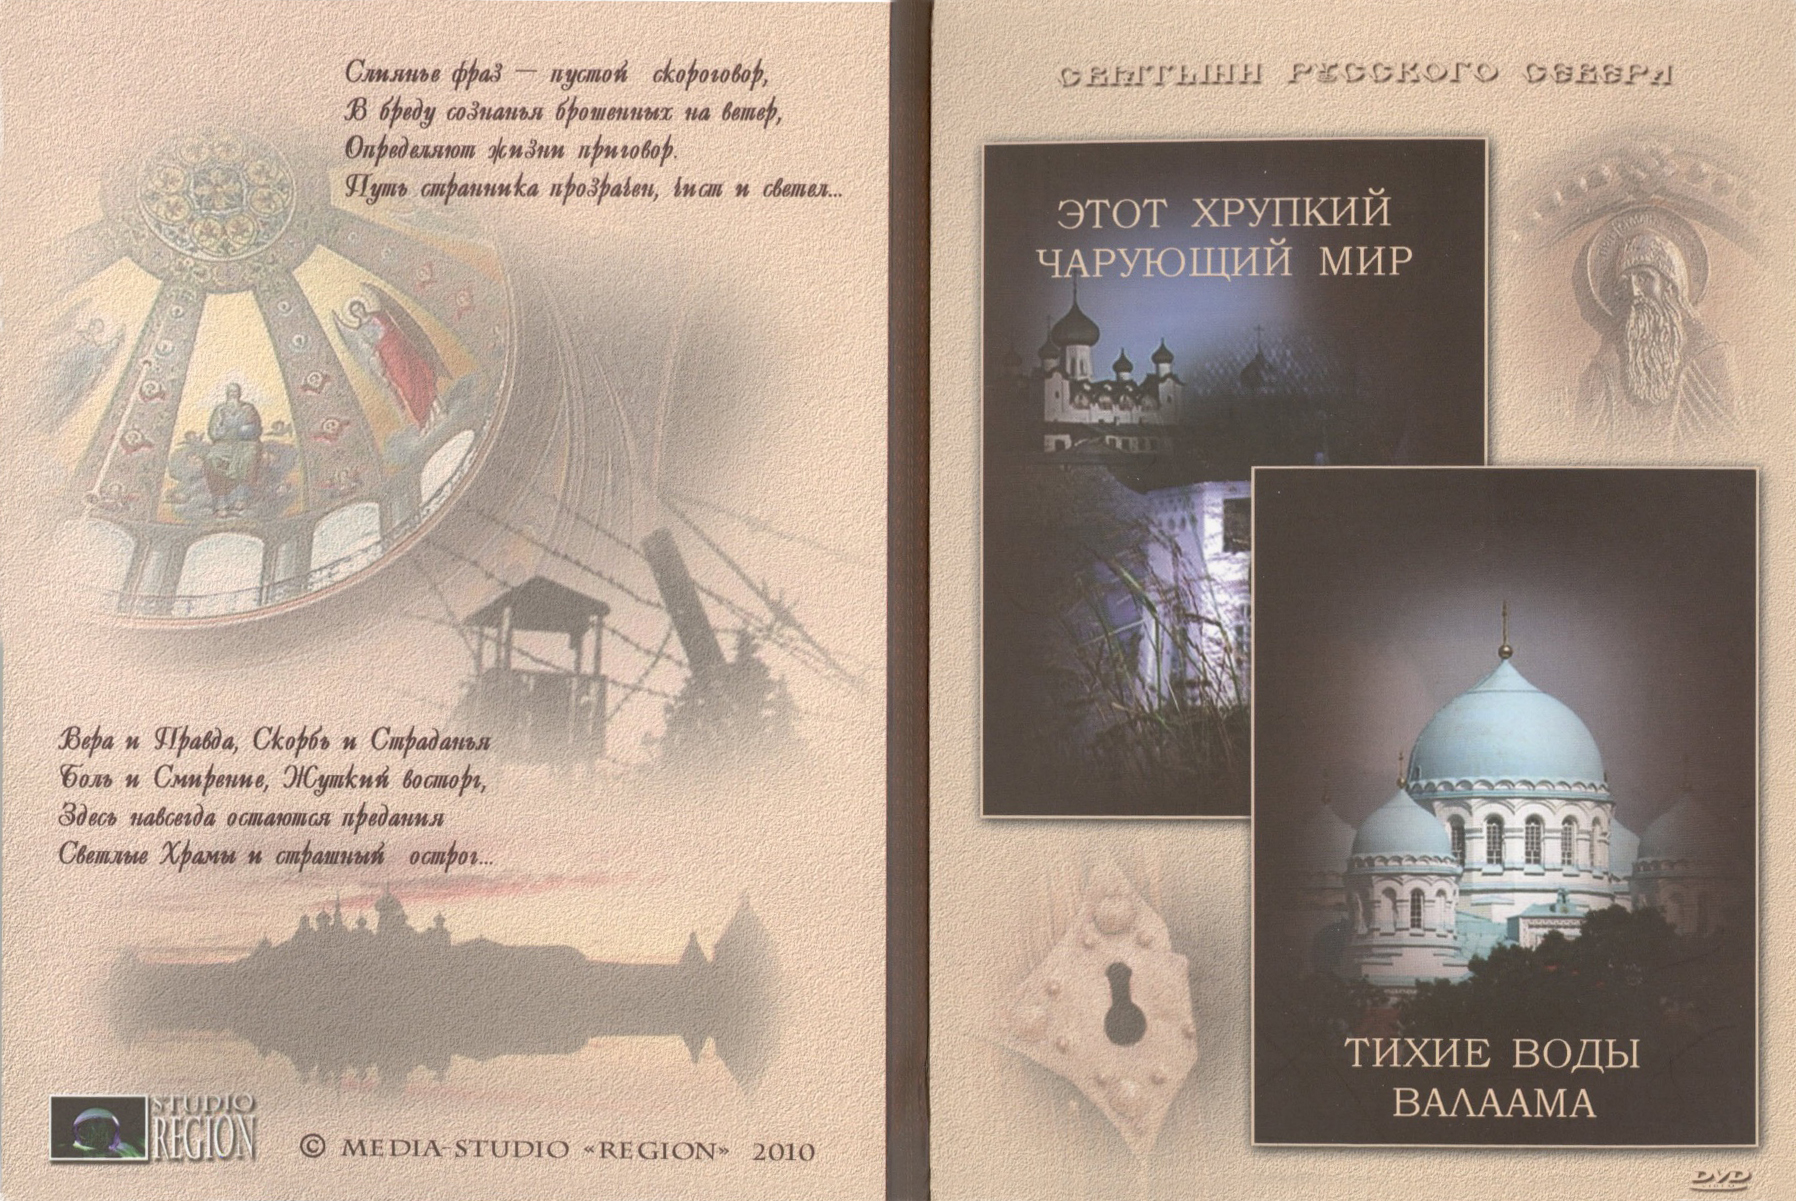 Слиянье фраз — пустой скороговор,
В бреду сознанья брошенных на ветер,
Определяют жизни приговор.
Путь странника прозрачен, чист и светел...
Вера и Правда, Скорбь и Страданья
Боль и Смирение, Жуткий восторг,
Здесь навсегда остаются предания
Светлые Храмы и страшный острог...
STUDIO
REGION
© MEDIA-STUDIO «REGION» 2010
СВЯТЫНИ РУССКОГО СЕВЕРА
ЭТОТ ХРУПКИЙ
ЧАРУЮЩИЙ МИР
ТИХИЕ ВОДЫ
ВАЛААМА
DVD